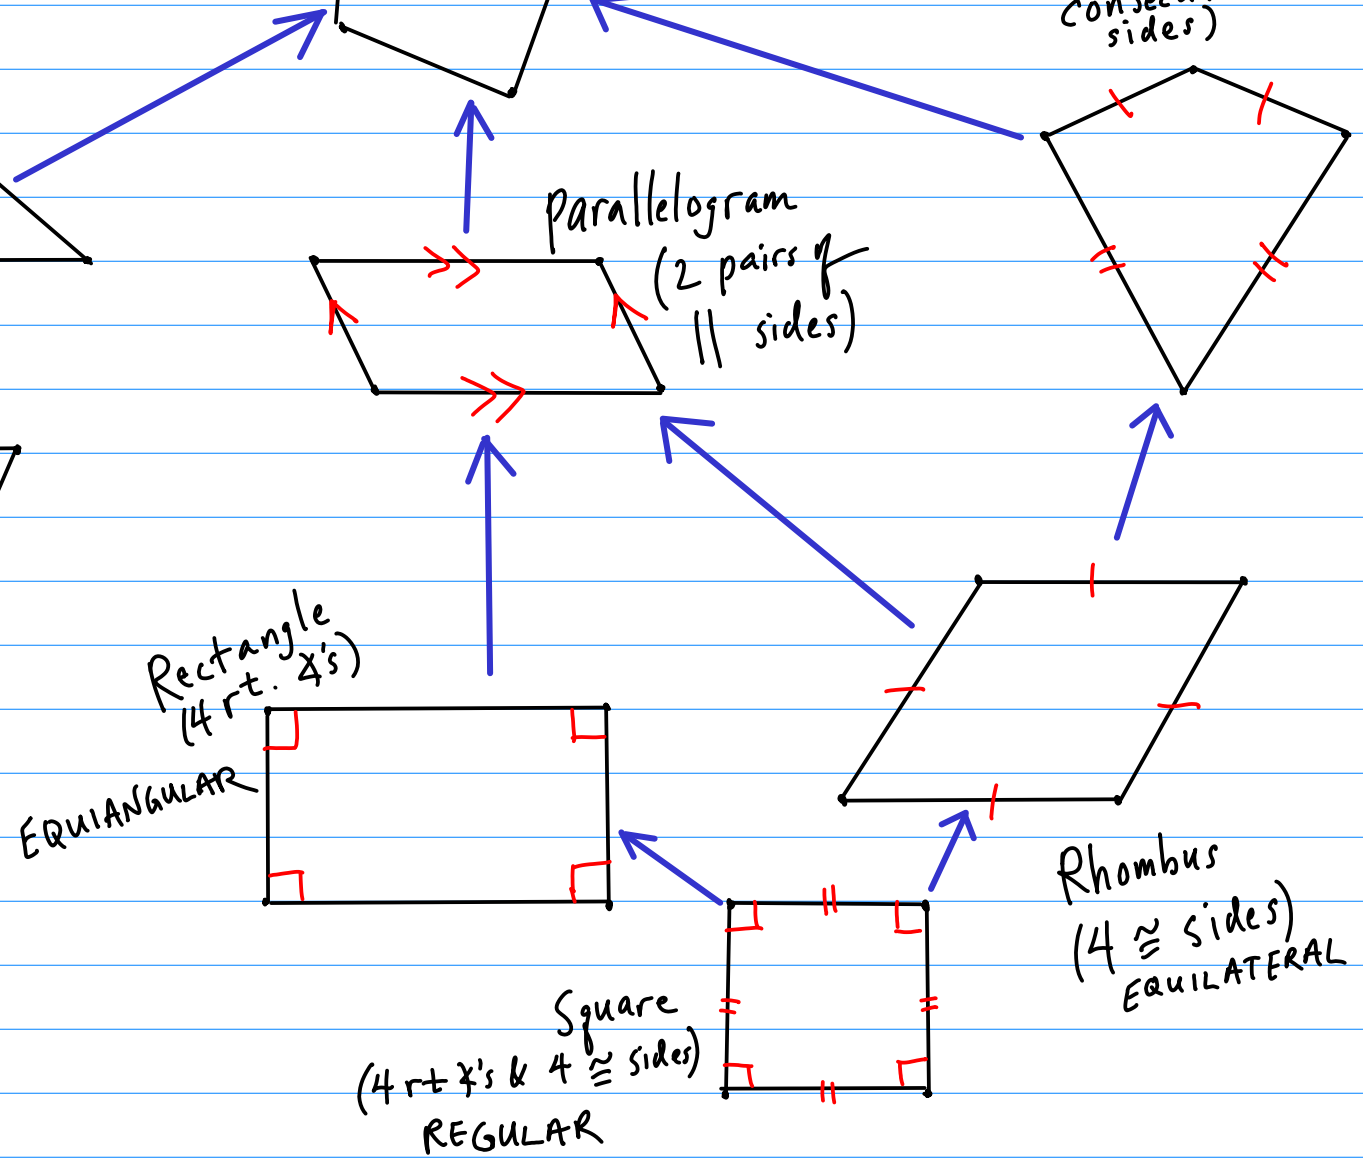 sides)
parallelogram
(2 pairs of
|| sides)
Rectangle
(4 rt. ∡'s)
EQUIANGULAR
Rhombus
(4 ≅ sides)
EQUILATERAL
Square
(4 rt ∡'s & 4 ≅ sides)
REGULAR